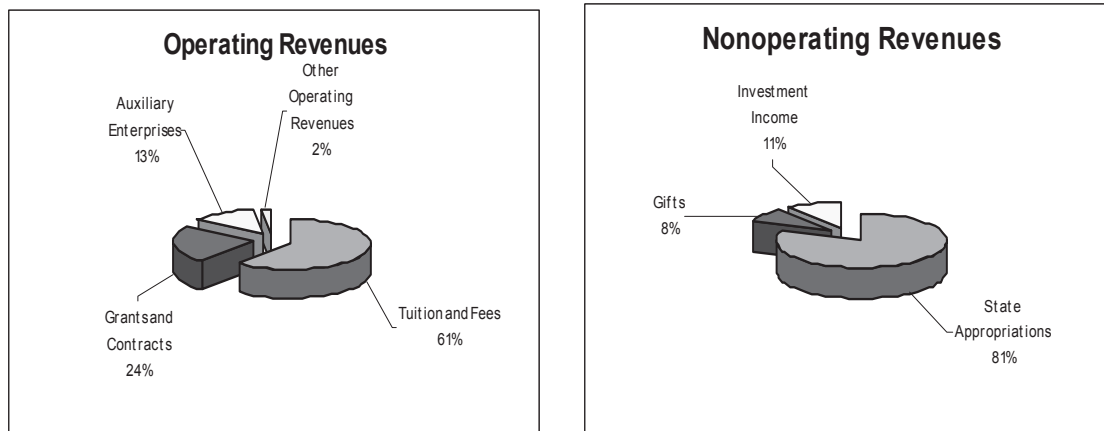 Operating Revenues
Other
Operating
Revenues
2%
Auxiliary
Enterprises
13%
Grants and
Contracts
24%
Tuition and Fees
61%
Nonoperating Revenues
Investment
Income
11%
Gifts
8%
State
Appropriations
81%